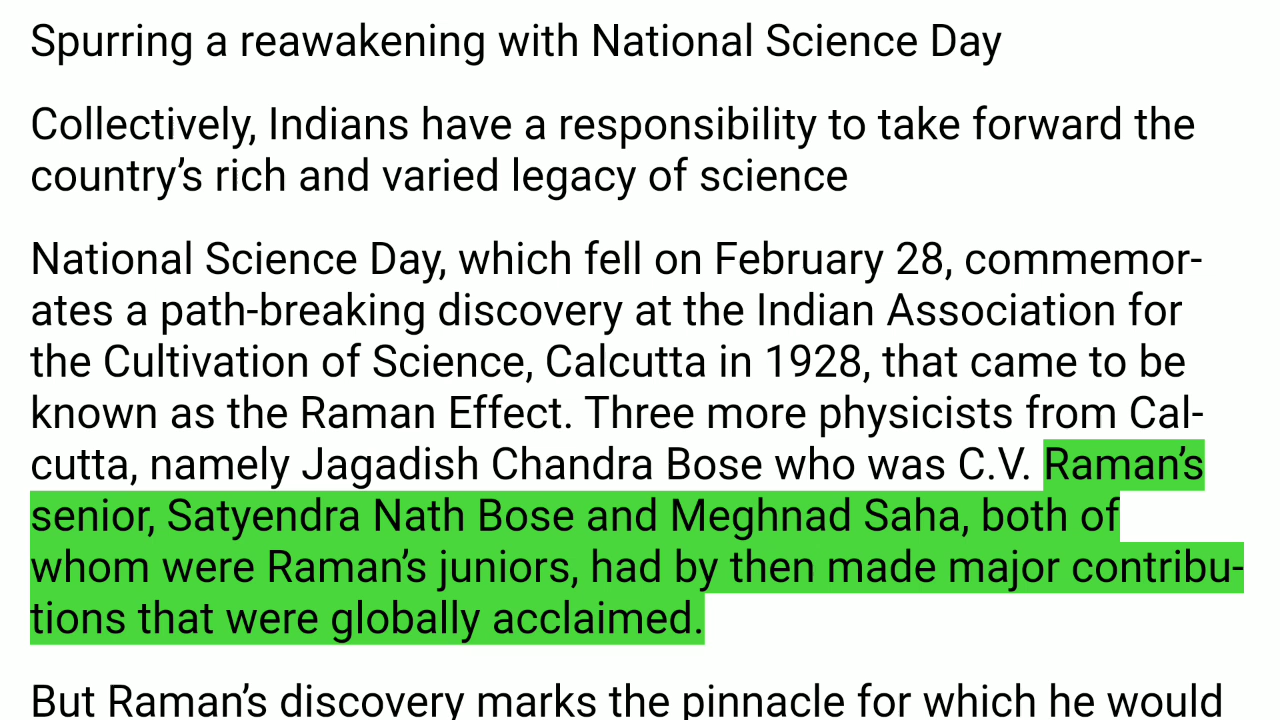 Spurring a reawakening with National Science Day
Collectively, Indians have a responsibility to take forward the
country’s rich and varied legacy of science
National Science Day, which fell on February 28, commemor-
ates a path-breaking discovery at the Indian Association for
the Cultivation of Science, Calcutta in 1928, that came to be
known as the Raman Effect. Three more physicists from Cal-
cutta, namely Jagadish Chandra Bose who was C.V. Raman’s
senior, Satyendra Nath Bose and Meghnad Saha, both of
whom were Raman’s juniors, had by then made major contribu-
tions that were globally acclaimed.
But Raman’s discovery marks the pinnacle for which he would